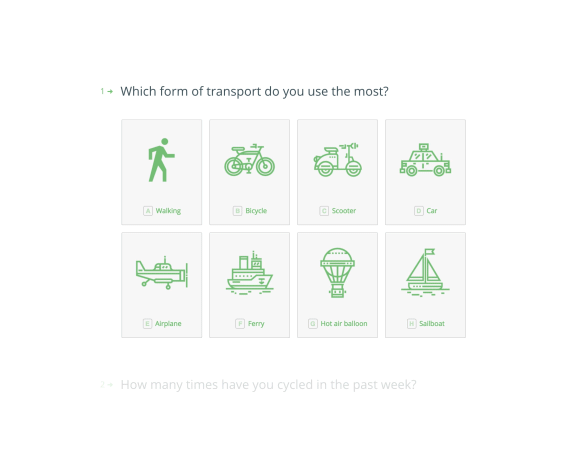 1 → Which form of transport do you use the most?
A Walking
B Bicycle
C Scooter
D Car
E Airplane
F Ferry
G Hot air balloon
H Sailboat
How many times have you cycled in the past week?